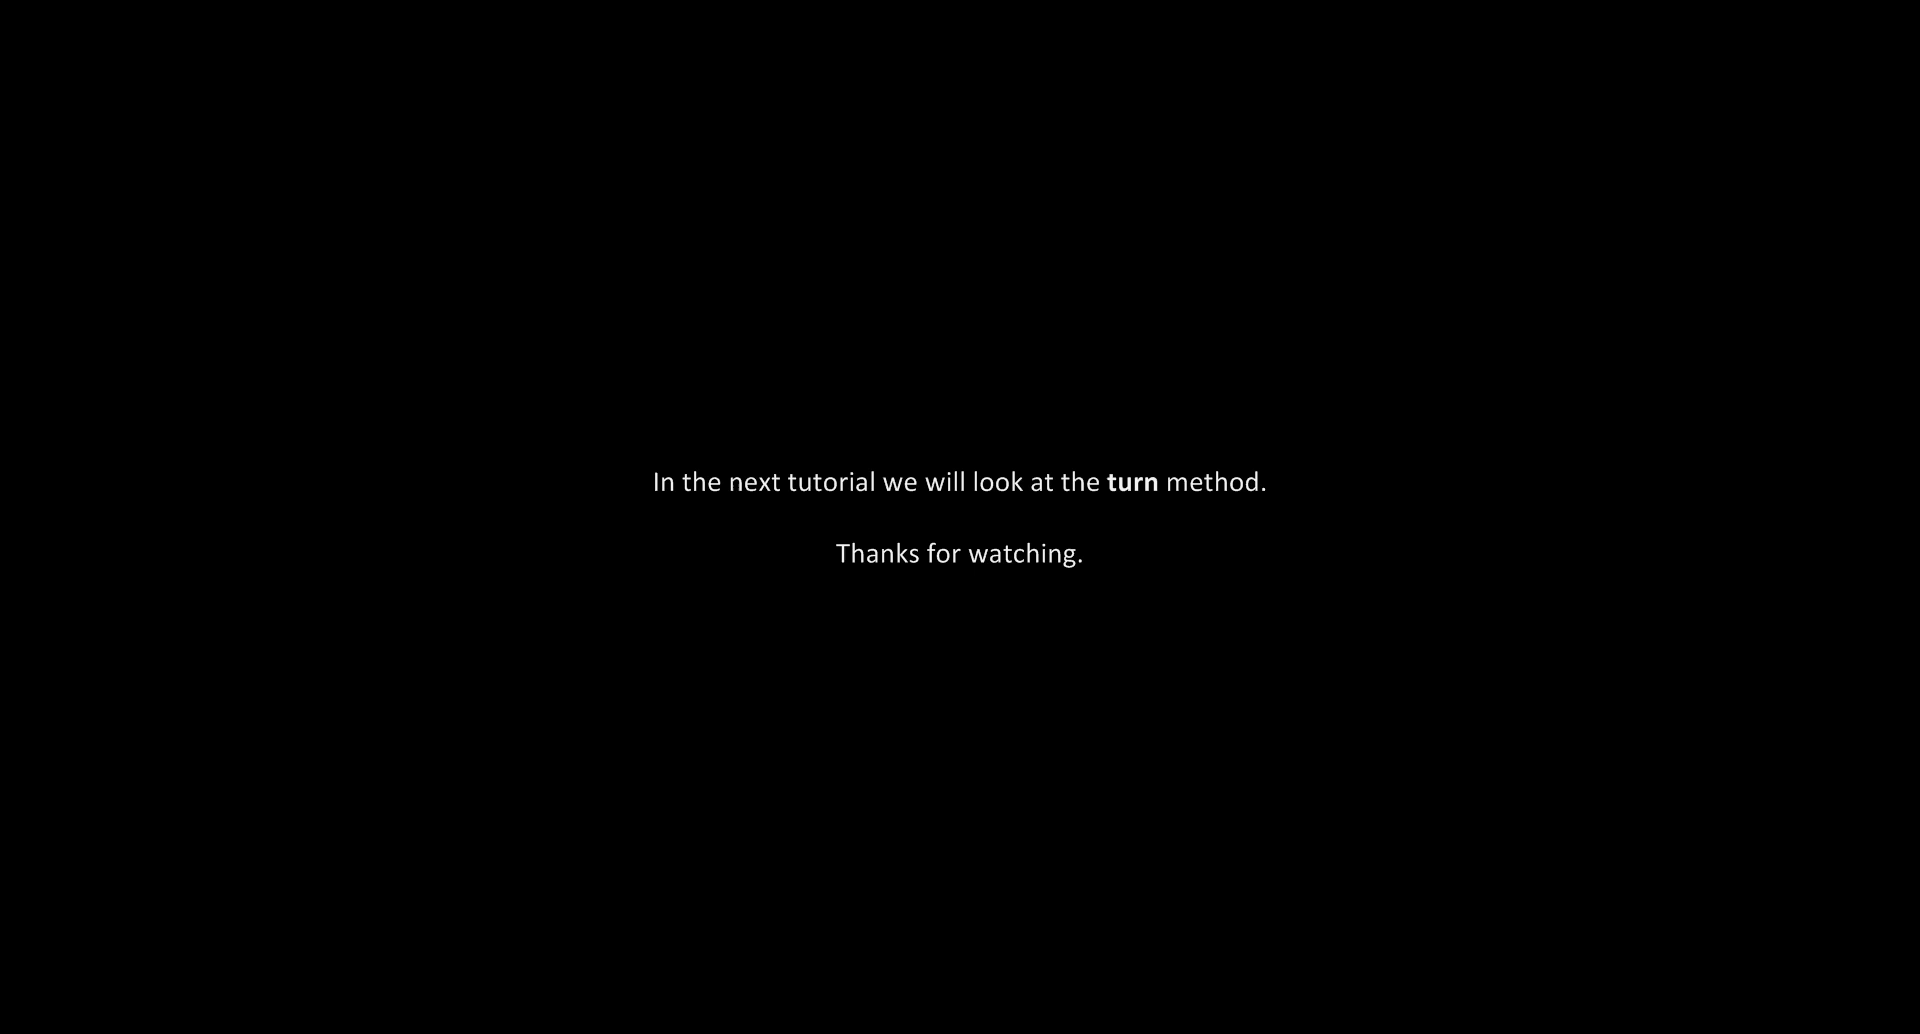 In the next tutorial we will look at the turn method.
Thanks for watching.